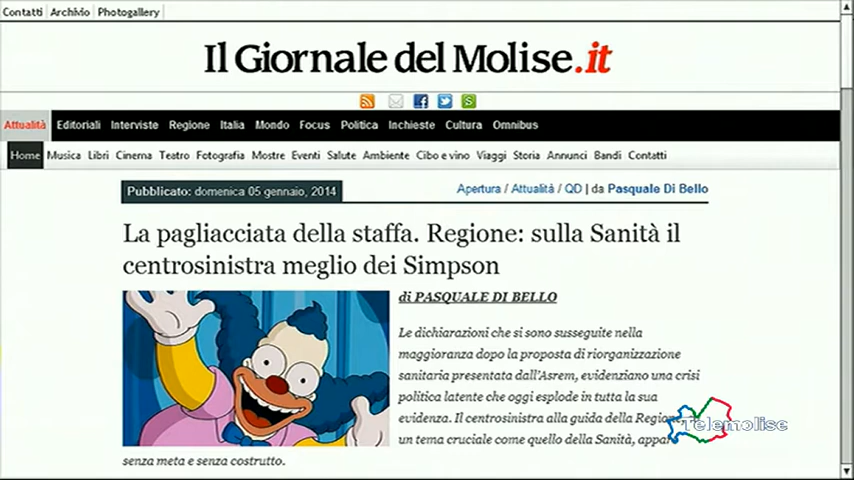 Contatti Archivio Photogallery
Il Giornale del Molise.it
Attualità Editoriali Interviste Regione Italia Mondo Focus Politica Inchieste Cultura Omnibus
Home Musica Libri Cinema Teatro Fotografia Mostre Eventi Salute Ambiente Cibo e vino Viaggi Storia Annunci Bandi Contatti
Pubblicato: domenica 05 gennaio, 2014
Apertura / Attualità / QD | da Pasquale Di Bello
La pagliacciata della staffa. Regione: sulla Sanità il
centrosinistra meglio dei Simpson
di PASQUALE DI BELLO
Le dichiarazioni che si sono susseguite nella
maggioranza dopo la proposta di riorganizzazione
sanitaria presentata dall'Asrem, evidenziano una crisi
politica latente che oggi esplode in tutta la sua
evidenza. Il centrosinistra alla guida della
un tema cruciale come quello della Sanità,
senza meta e senza costrutto.
Telemolise